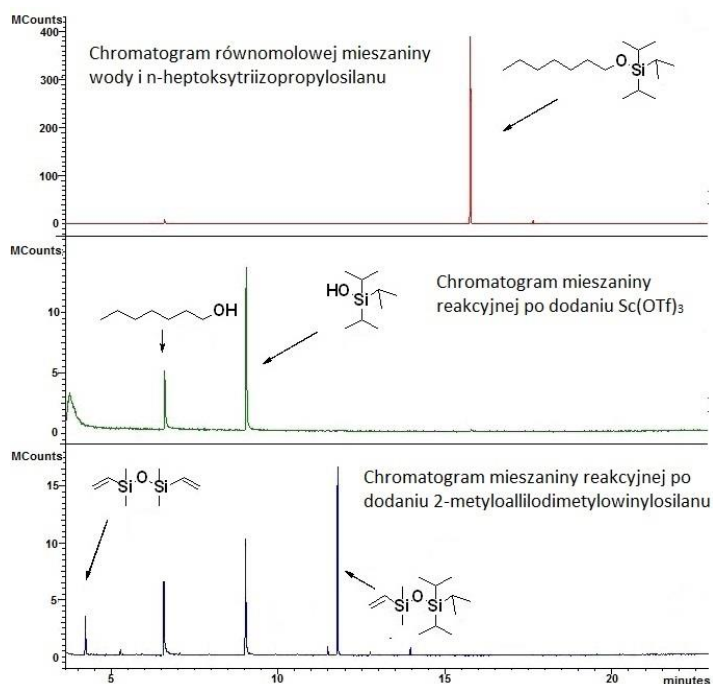 MCounts
400
300
200
100
0
Chromatogram równomolowej mieszaniny
wody i n-heptoksytriizopropylosilanu
O
Si
MCounts
10
5
0
OH
HO
Si
Chromatogram mieszaniny
reakcyjnej po dodaniu Sc(OTf)3
MCounts
15
10
5
0
Si O Si
Chromatogram mieszaniny reakcyjnej po
dodaniu 2-metyloallilodimetylowinylosilanu
Si O Si
5 10 15 20
minutes